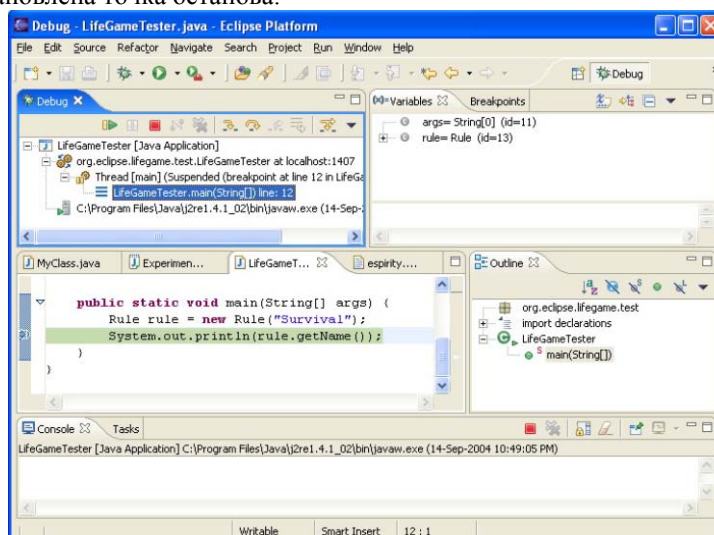 точка останова.
Debug - LifeGameTester.java - Eclipse Platform
File Edit Source Refactor Navigate Search Project Run Window Help
Debug
Debug
LifeGameTester [Java Application]
org.eclipse.lifegame.test.LifeGameTester at localhost:1407
Thread [main] (Suspended (breakpoint at line 12 in LifeGa
LifeGameTester.main(String[]) line: 12
C:\Program Files\Java\j2re1.4.1_02\bin\javaw.exe (14-Sep-
Variables Breakpoints
args= String[0] (id=11)
rule= Rule (id=13)
MyClass.java Experimen... LifeGameT... espirity....
public static void main(String[] args) {
Rule rule = new Rule("Survival");
System.out.println(rule.getName());
}
}
Outline
org.eclipse.lifegame.test
import declarations
LifeGameTester
main(String[])
Console Tasks
LifeGameTester [Java Application] C:\Program Files\Java\j2re1.4.1_02\bin\javaw.exe (14-Sep-2004 10:49:05 PM)
Writable Smart Insert 12 : 1